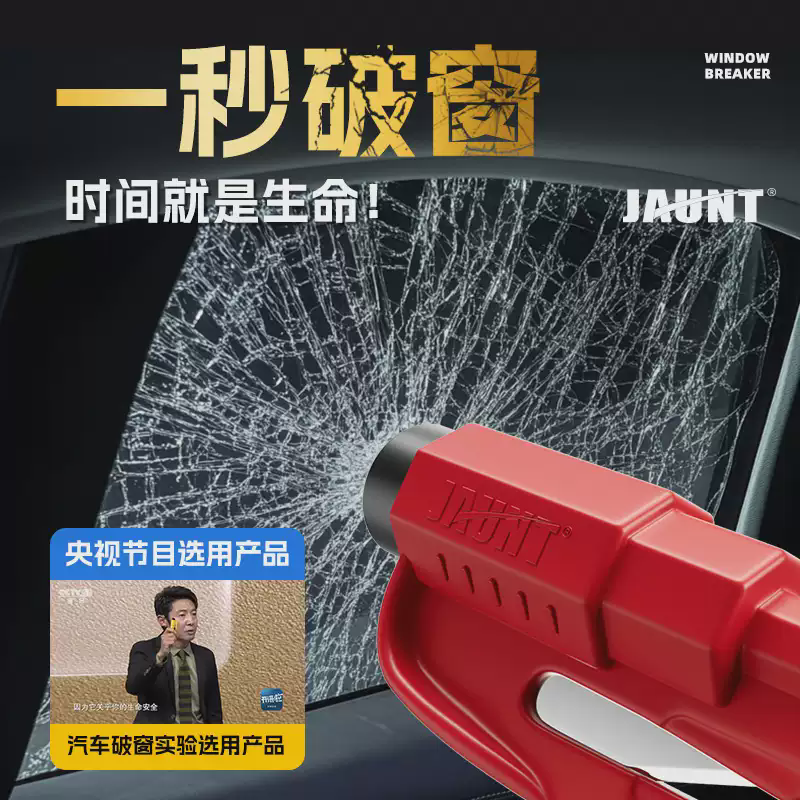 一秒破窗
WINDOW
BREAKER
时间就是生命！
JAUNT®
JAUNT®
央视节目选用产品
因为它关乎你的生命安全
汽车破窗实验选用产品